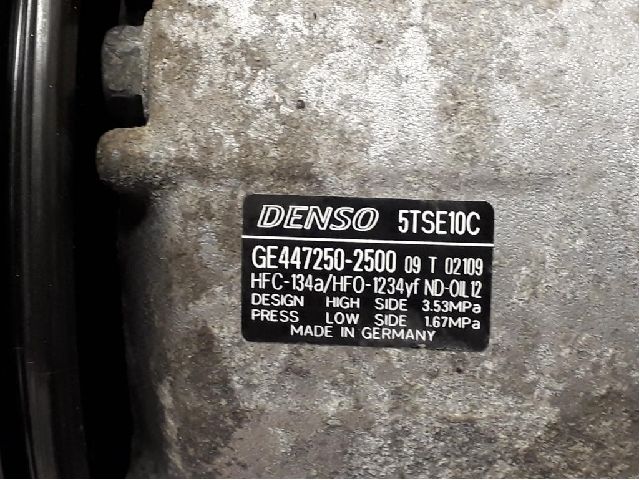 DENSO 5TSE10C
GE447250-2500 09 T 02109
HFC-134a/HFO-1234yf ND-OIL12
DESIGN HIGH SIDE 3.53MPa
PRESS LOW SIDE 1.67MPa
MADE IN GERMANY